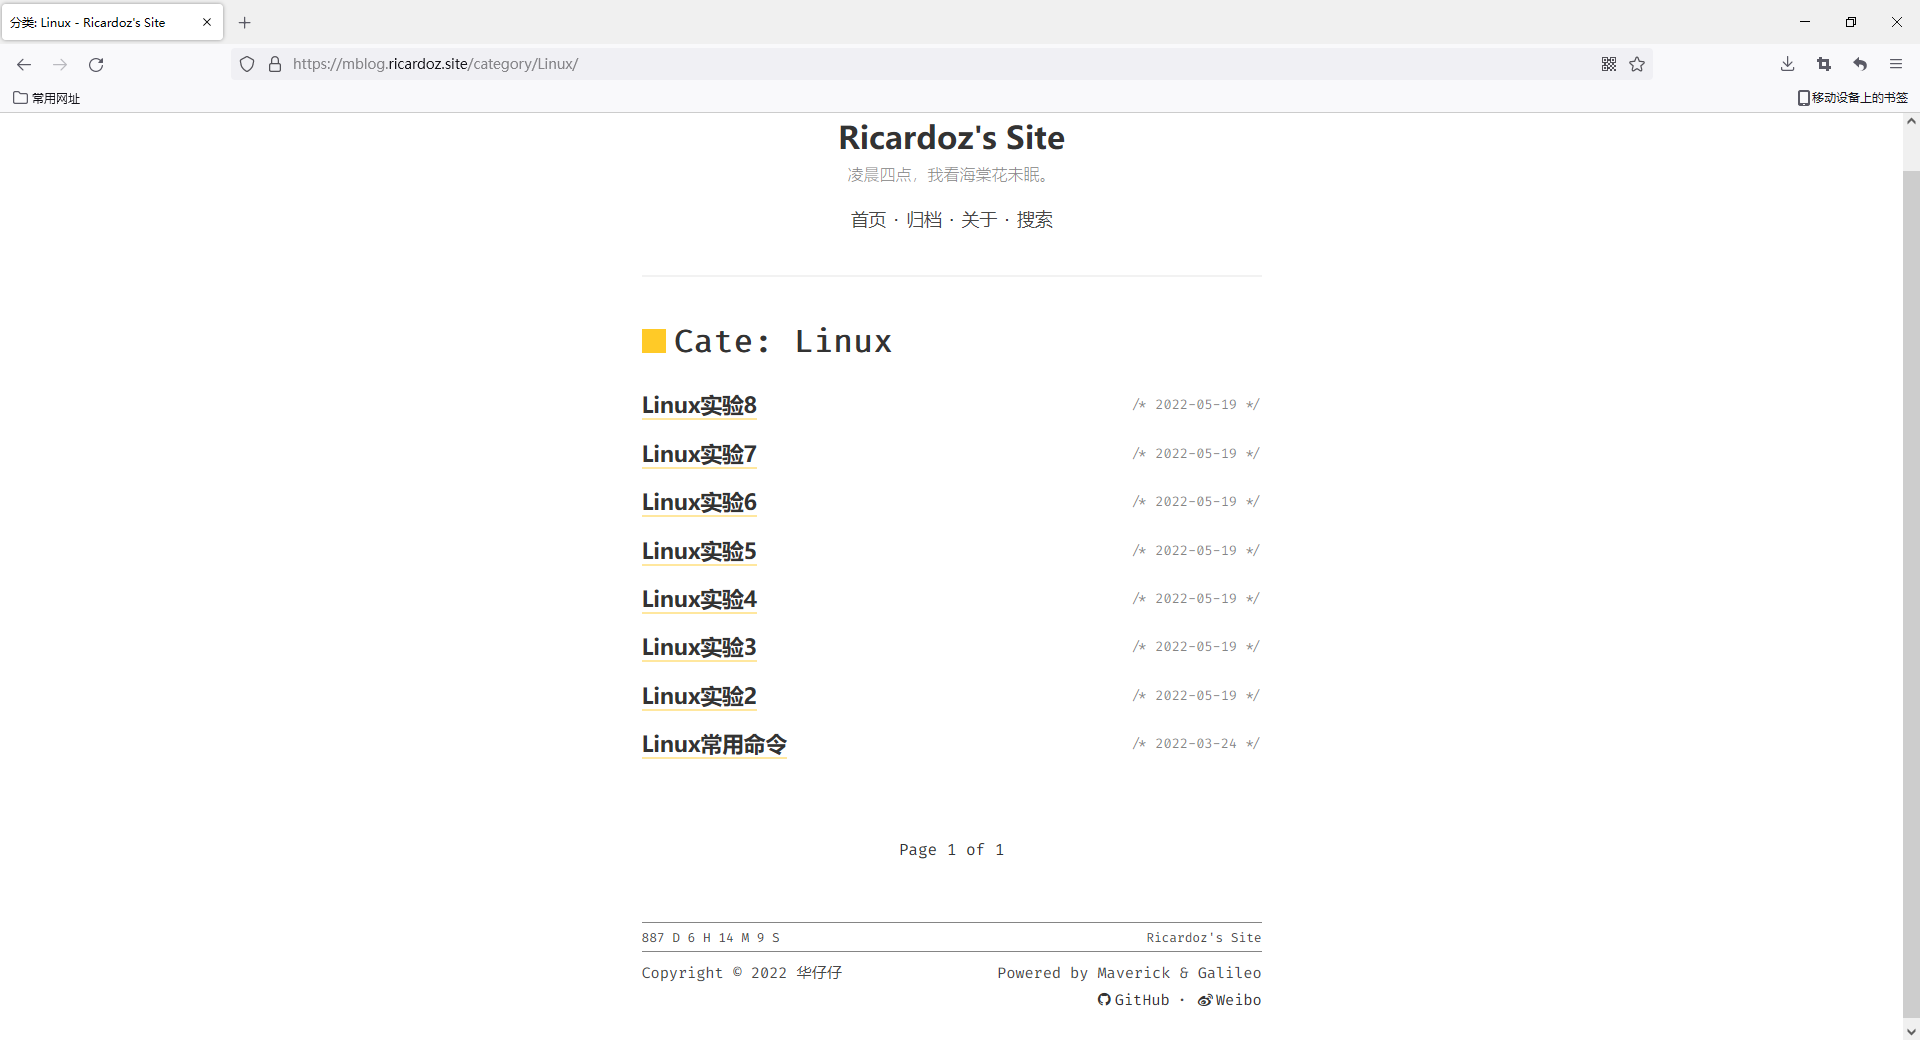 分类: Linux - Ricardoz's Site
https://mblog.ricardoz.site/category/Linux/
常用网址
移动设备上的书签
Ricardoz's Site
凌晨四点，我看海棠花未眠。
首页 · 归档 · 关于 · 搜索
Cate: Linux
Linux实验8 /* 2022-05-19 */
Linux实验7 /* 2022-05-19 */
Linux实验6 /* 2022-05-19 */
Linux实验5 /* 2022-05-19 */
Linux实验4 /* 2022-05-19 */
Linux实验3 /* 2022-05-19 */
Linux实验2 /* 2022-05-19 */
Linux常用命令 /* 2022-03-24 */
Page 1 of 1
887 D 6 H 14 M 9 S Ricardoz's Site
Copyright © 2022 华仔仔 Powered by Maverick & Galileo
GitHub · Weibo